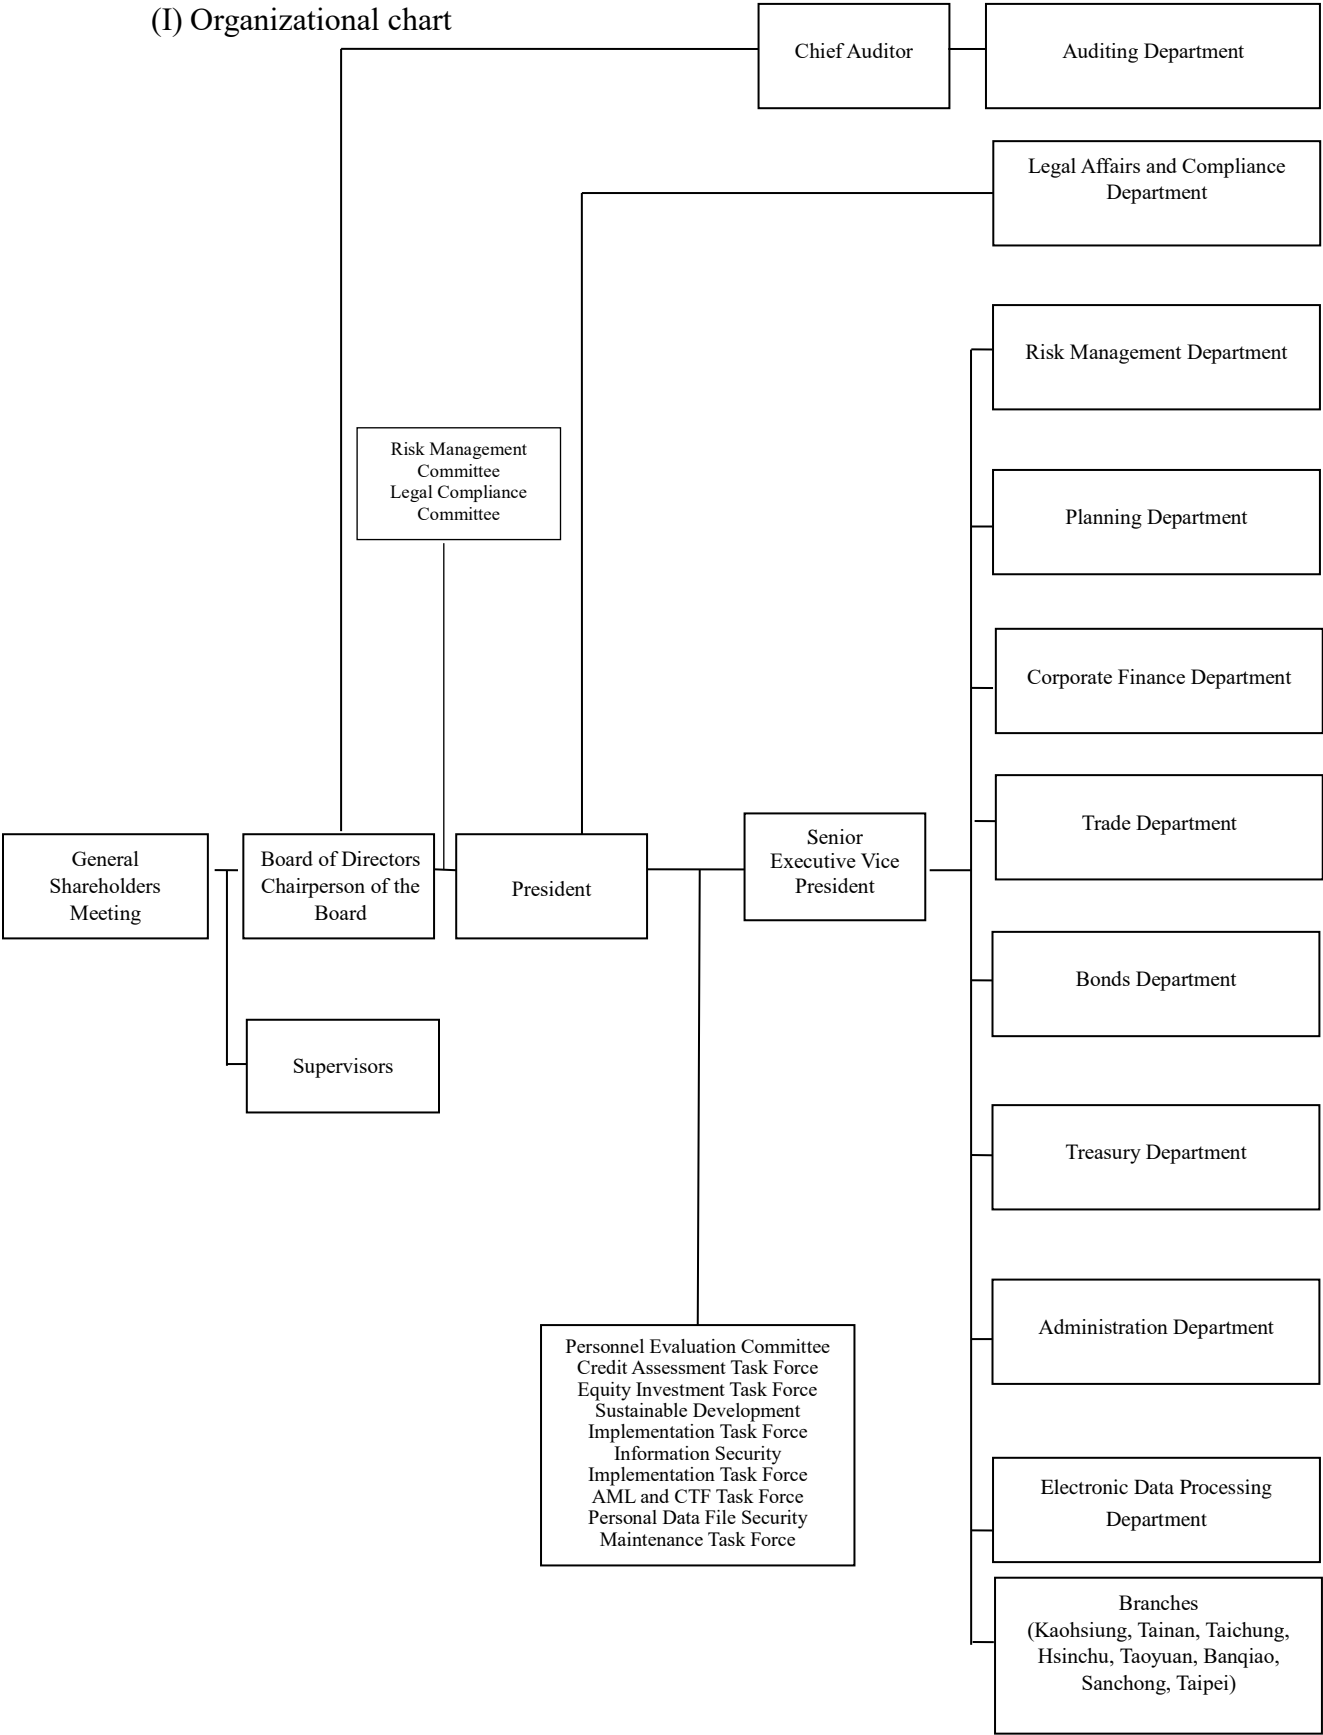 (I) Organizational chart
Chief Auditor
Auditing Department
Legal Affairs and Compliance
Department
Risk Management Department
Risk Management
Committee
Legal Compliance
Committee
Planning Department
Corporate Finance Department
Trade Department
General
Shareholders
Meeting
Board of Directors
Chairperson of the
Board
President
Senior
Executive Vice
President
Bonds Department
Supervisors
Treasury Department
Administration Department
Personnel Evaluation Committee
Credit Assessment Task Force
Equity Investment Task Force
Sustainable Development
Implementation Task Force
Information Security
Implementation Task Force
AML and CTF Task Force
Personal Data File Security
Maintenance Task Force
Electronic Data Processing
Department
Branches
(Kaohsiung, Tainan, Taichung,
Hsinchu, Taoyuan, Banqiao,
Sanchong, Taipei)